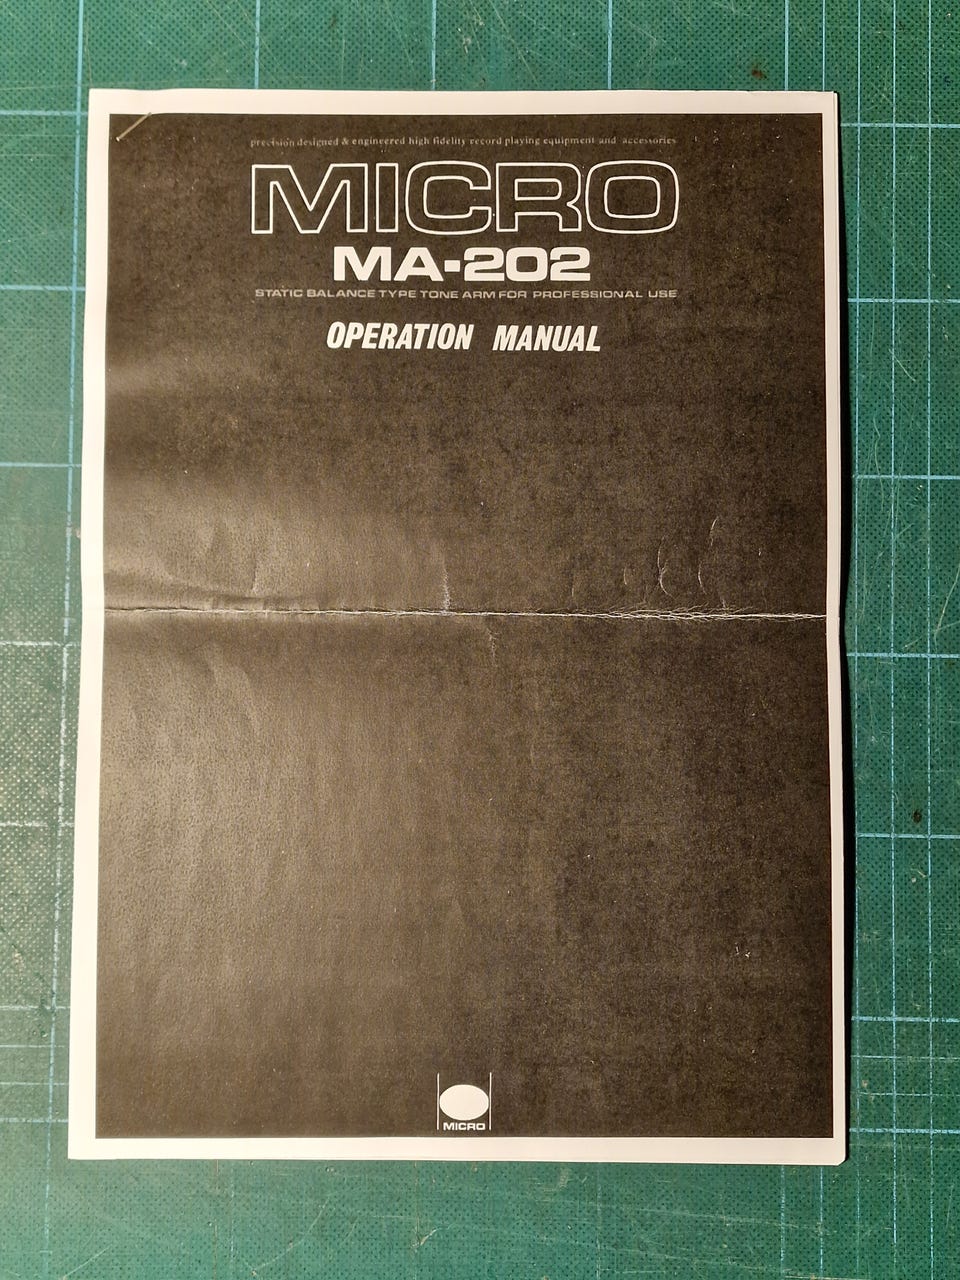 precision designed & engineered high fidelity record playing equipment and accessories
MICRO
MA-202
STATIC BALANCE TYPE TONE ARM FOR PROFESSIONAL USE
OPERATION MANUAL
MICRO